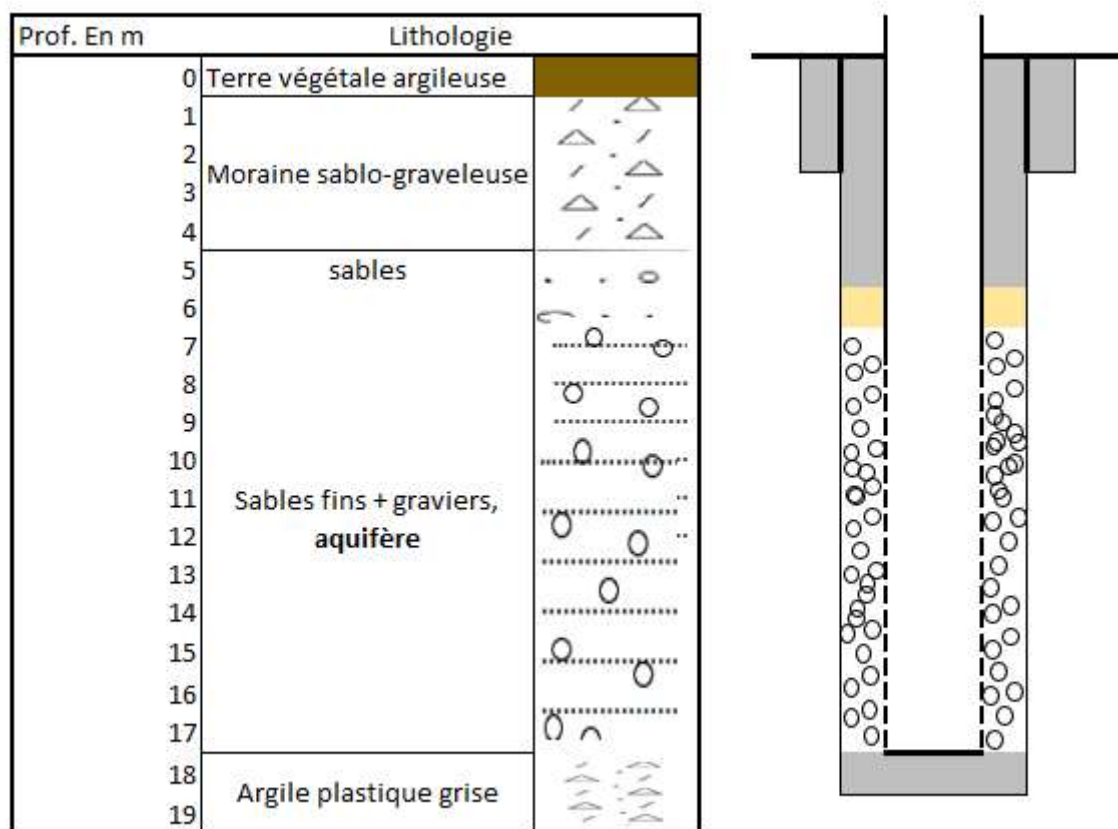 Prof. En m Lithologie
0 Terre végétale argileuse
1
2
Moraine sablo-graveleuse
3
4
5 sables
6
7
8
9
10
11 Sables fins + graviers,
12 aquifère
13
14
15
16
17
18
Argile plastique grise
19